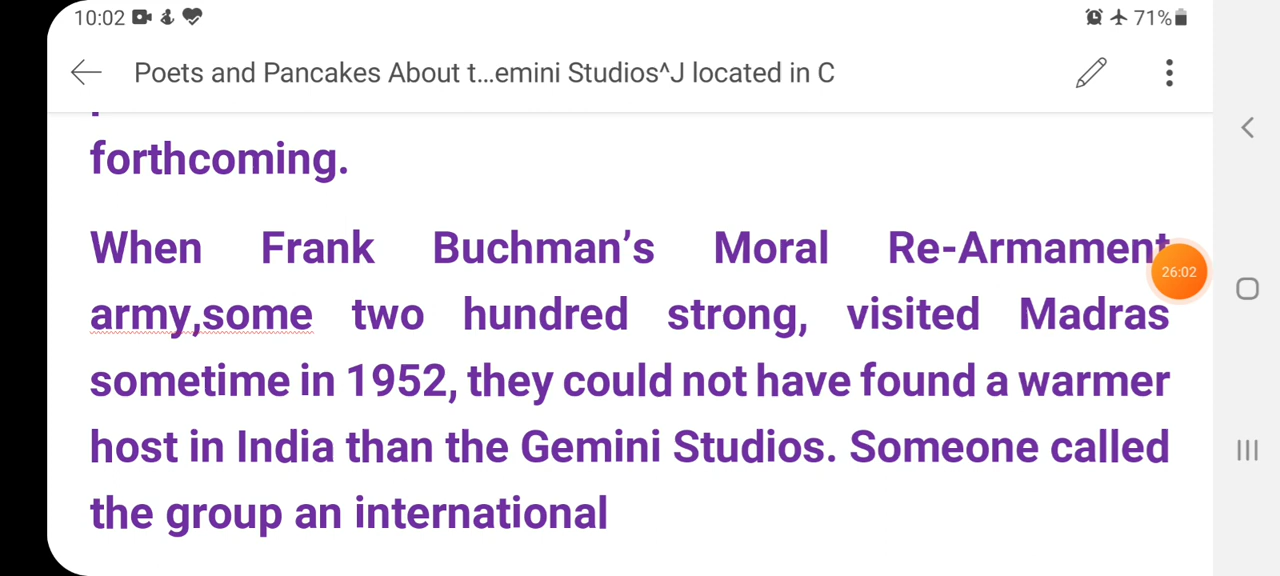 10:02 71%
Poets and Pancakes About t...emini Studios^J located in C
forthcoming.
When Frank Buchman's Moral Re-Armament
26:02
army,some two hundred strong, visited Madras
sometime in 1952, they could not have found a warmer
host in India than the Gemini Studios. Someone called
the group an international